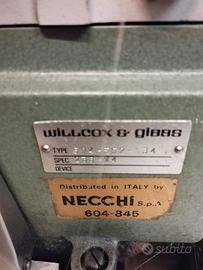 Willcox & Gibbs
TYPE
SPEC.
DEVICE
Distributed in ITALY by
NECCHI S.p.A
604-845
subito